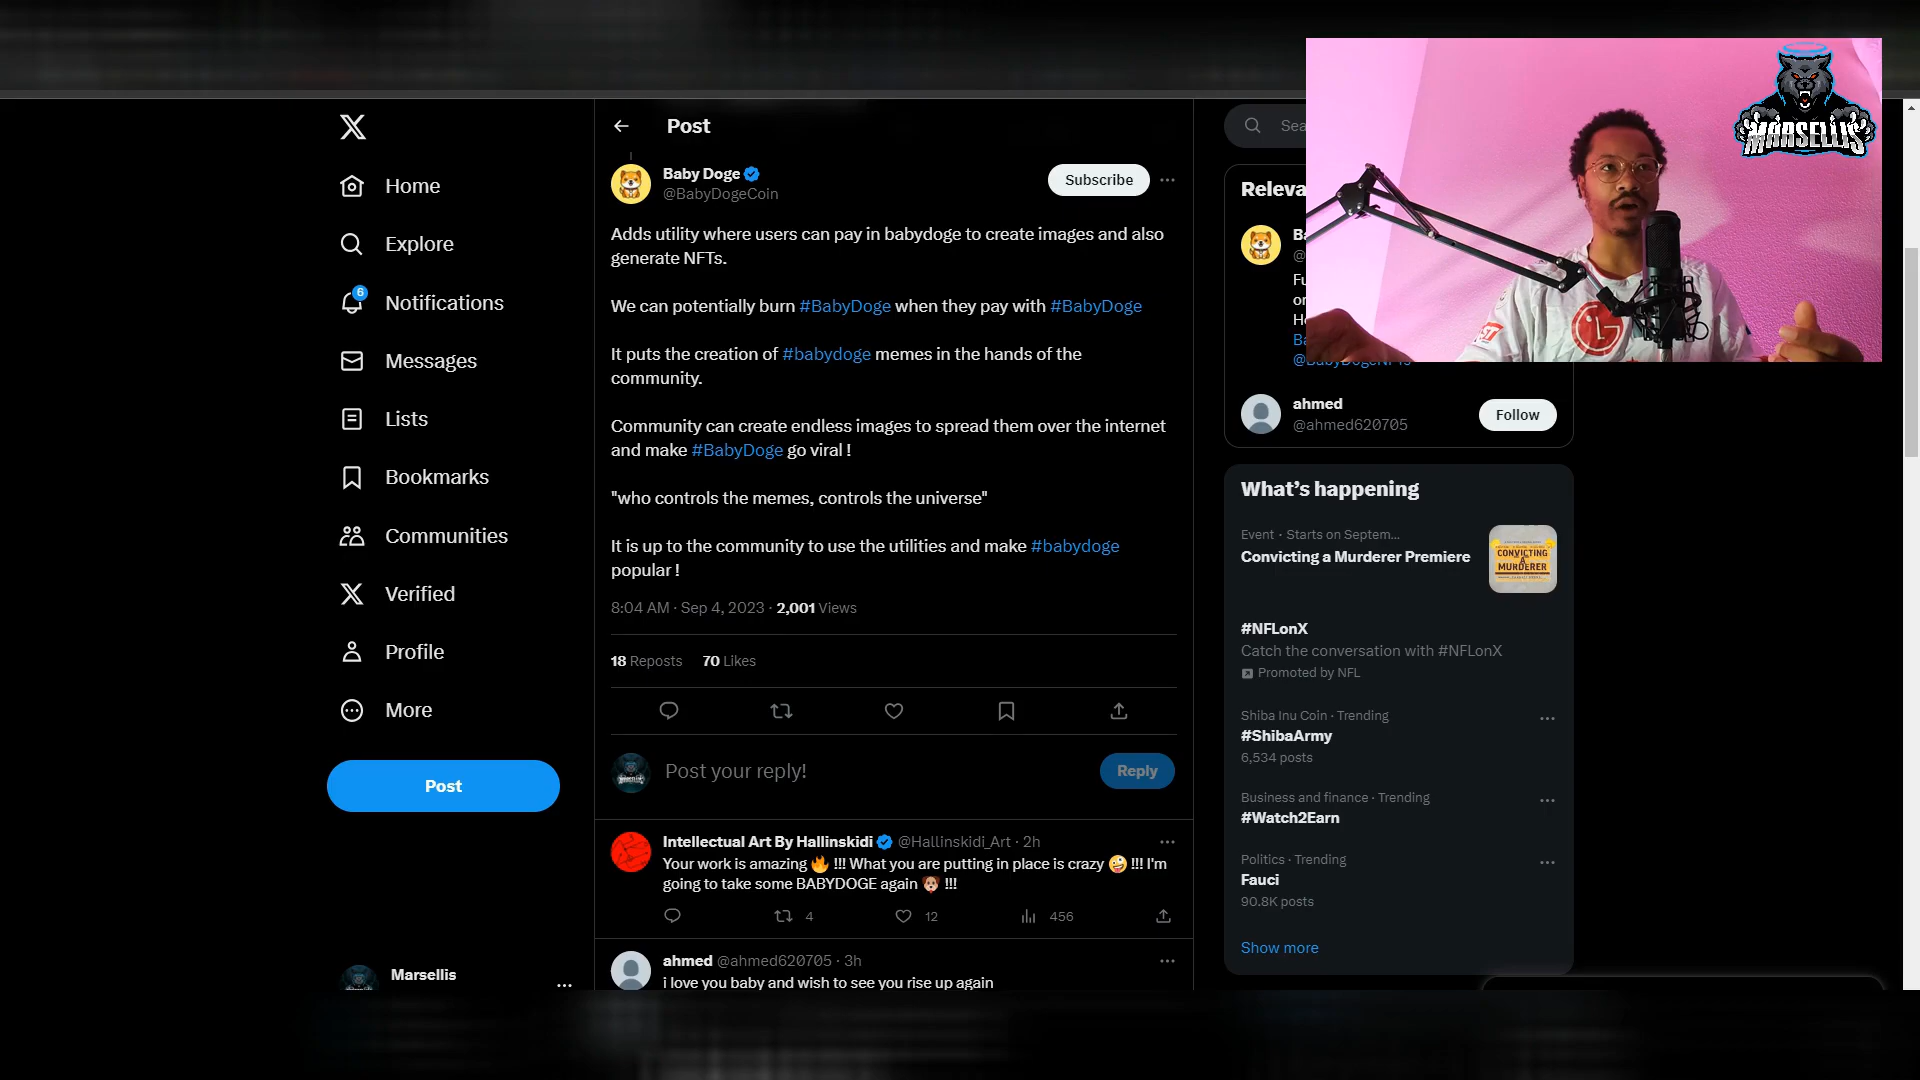 MARSELLIS
Post
Sea
Home
Explore
6
Notifications
Messages
Lists
Bookmarks
Communities
Verified
Profile
More
Post
Marsellis
Baby Doge
@BabyDogeCoin
Subscribe
Adds utility where users can pay in babydoge to create images and also
generate NFTs.
We can potentially burn #BabyDoge when they pay with #BabyDoge
It puts the creation of #babydoge memes in the hands of the
community.
Community can create endless images to spread them over the internet
and make #BabyDoge go viral !
"who controls the memes, controls the universe"
It is up to the community to use the utilities and make #babydoge
popular !
8:04 AM · Sep 4, 2023 · 2,001 Views
18 Reposts 70 Likes
Post your reply!
Reply
Intellectual Art By Hallinskidi @Hallinskidi_Art · 2h
Your work is amazing 🔥 !!! What you are putting in place is crazy 🤪 !!! I'm
going to take some BABYDOGE again 🐶 !!!
4 12 456
ahmed @ahmed620705 · 3h
i love you baby and wish to see you rise up again
Releva
Ba
@
Fu
or
He
Ba
@BabyDogeNFTs
ahmed
@ahmed620705
Follow
What's happening
Event · Starts on Septem...
Convicting a Murderer Premiere
CONVICTING
A
MURDERER
#NFLonX
Catch the conversation with #NFLonX
Promoted by NFL
Shiba Inu Coin · Trending
#ShibaArmy
6,534 posts
Business and finance · Trending
#Watch2Earn
Politics · Trending
Fauci
90.8K posts
Show more